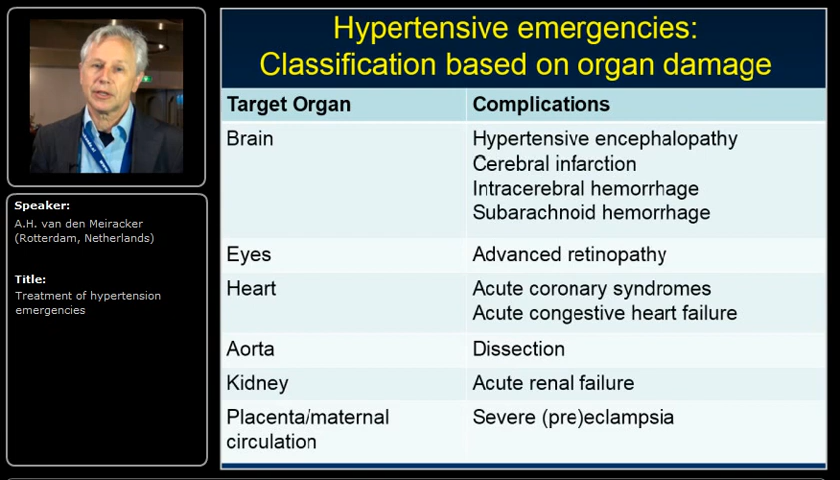 Speaker:
A.H. van den Meiracker
(Rotterdam, Netherlands)
Title:
Treatment of hypertension
emergencies
Hypertensive emergencies:
Classification based on organ damage
Target Organ Complications
Brain Hypertensive encephalopathy
Cerebral infarction
Intracerebral hemorrhage
Subarachnoid hemorrhage
Eyes Advanced retinopathy
Heart Acute coronary syndromes
Acute congestive heart failure
Aorta Dissection
Kidney Acute renal failure
Placenta/maternal Severe (pre)eclampsia
circulation